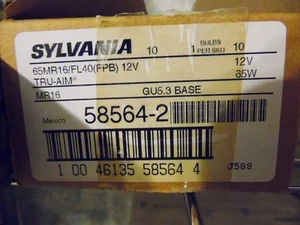 SYLVANIA 10 1 BULBS PER SKU 10
65MR16/FL40(FPB) 12V 12V
TRU-AIM® 65W
MR16 GU5.3 BASE
Mexico 58564-2
1 00 46135 58564 4 J588